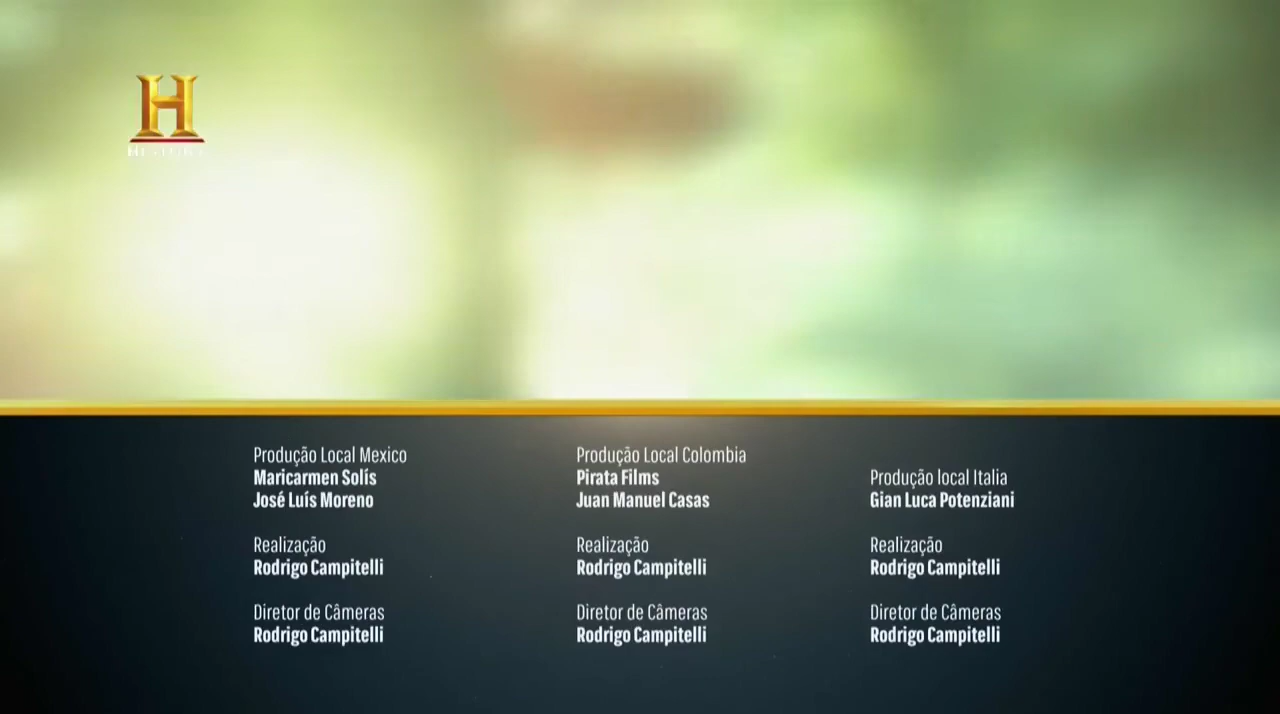 H
HISTORY
Produção Local Mexico
Maricarmen Solís
José Luís Moreno
Realização
Rodrigo Campitelli
Diretor de Câmeras
Rodrigo Campitelli
Produção Local Colombia
Pirata Films
Juan Manuel Casas
Realização
Rodrigo Campitelli
Diretor de Câmeras
Rodrigo Campitelli
Produção local Italia
Gian Luca Potenziani
Realização
Rodrigo Campitelli
Diretor de Câmeras
Rodrigo Campitelli